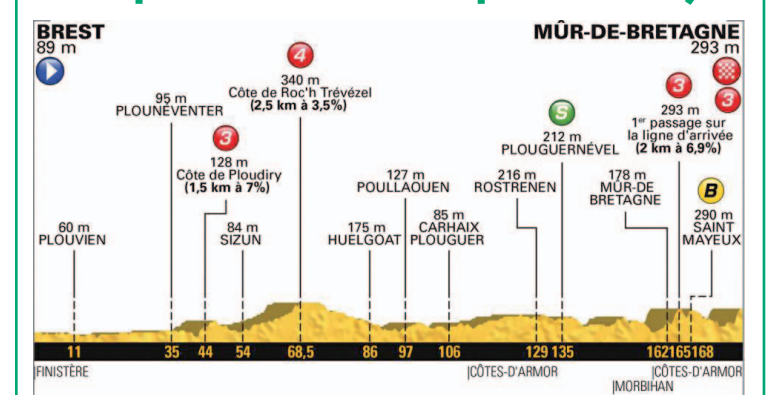 BREST
89 m
MÛR-DE-BRETAGNE
293 m
3
4
340 m
Côte de Roc'h Trévézel
(2,5 km à 3,5%)
95 m
PLOUNÉVENTER
3
128 m
Côte de Ploudiry
(1,5 km à 7%)
S
212 m
PLOUGUERNÉVEL
3
293 m
1er passage sur
la ligne d'arrivée
(2 km à 6,9%)
127 m
POULLAOUEN
216 m
ROSTRENEN
178 m
MÛR-DE
BRETAGNE
B
290 m
SAINT
MAYEUX
60 m
PLOUVIEN
84 m
SIZUN
175 m
HUELGOAT
85 m
CARHAIX
PLOUGUER
11 35 44 54 68,5 86 97 106 129 135 162 165 168
|FINISTÈRE |CÔTES-D'ARMOR |CÔTES-D'ARMOR
|MORBIHAN